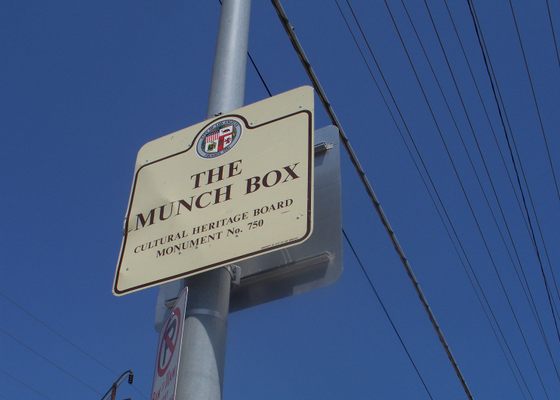 THE
MUNCH BOX
CULTURAL HERITAGE BOARD
MONUMENT No. 750